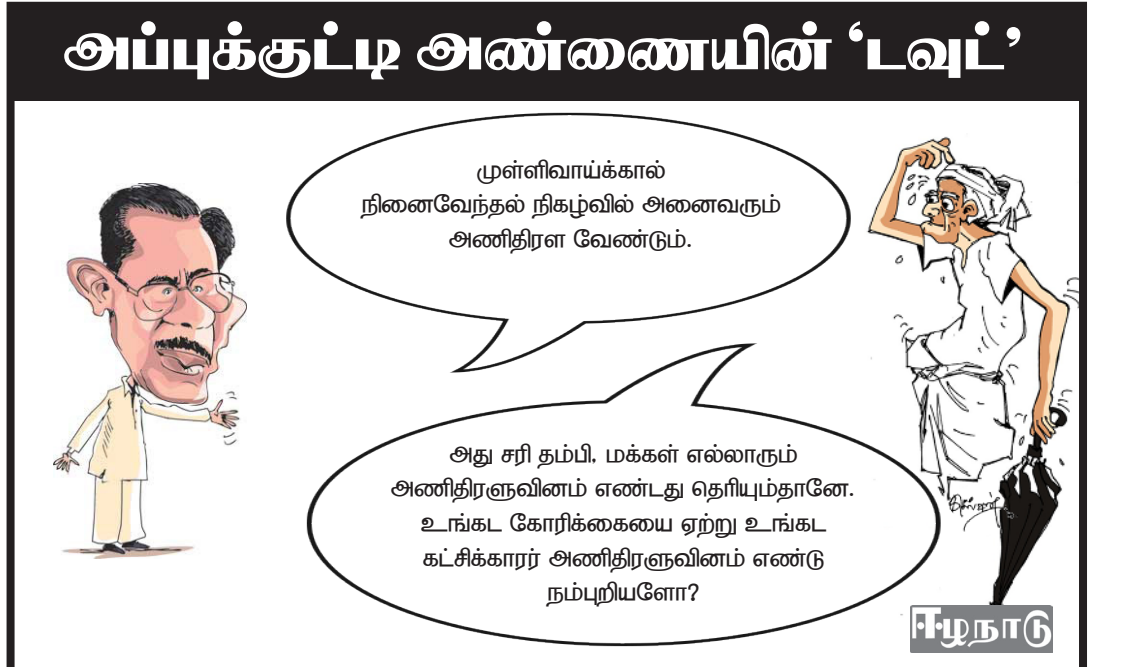 அப்புக்குட்டி அண்ணையின் ‘டவுட்’
முள்ளிவாய்க்கால்
நினைவேந்தல் நிகழ்வில் அனைவரும்
அணிதிரள வேண்டும்.
அது சரி தம்பி, மக்கள் எல்லாரும்
அணிதிரளுவினம் எண்டது தெரியும்தானே.
உங்கட கோரிக்கையை ஏற்று உங்கட
கட்சிக்காரர் அணிதிரளுவினம் எண்டு
நம்புறியளோ?
ஈழநாடு